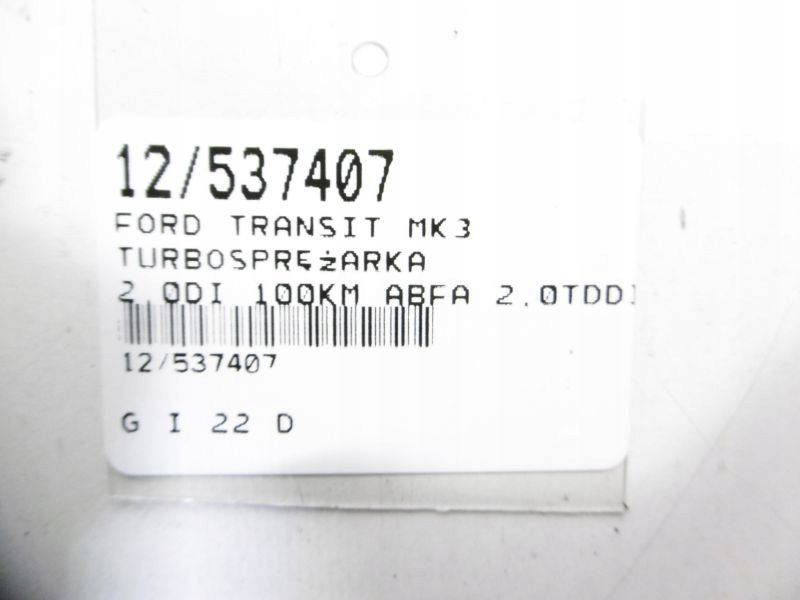 12/537407
FORD TRANSIT MK3
TURBOSPRĘŻARKA
2.0DI 100KM ABFA 2.0TDDI
12/537407
G I 22 D